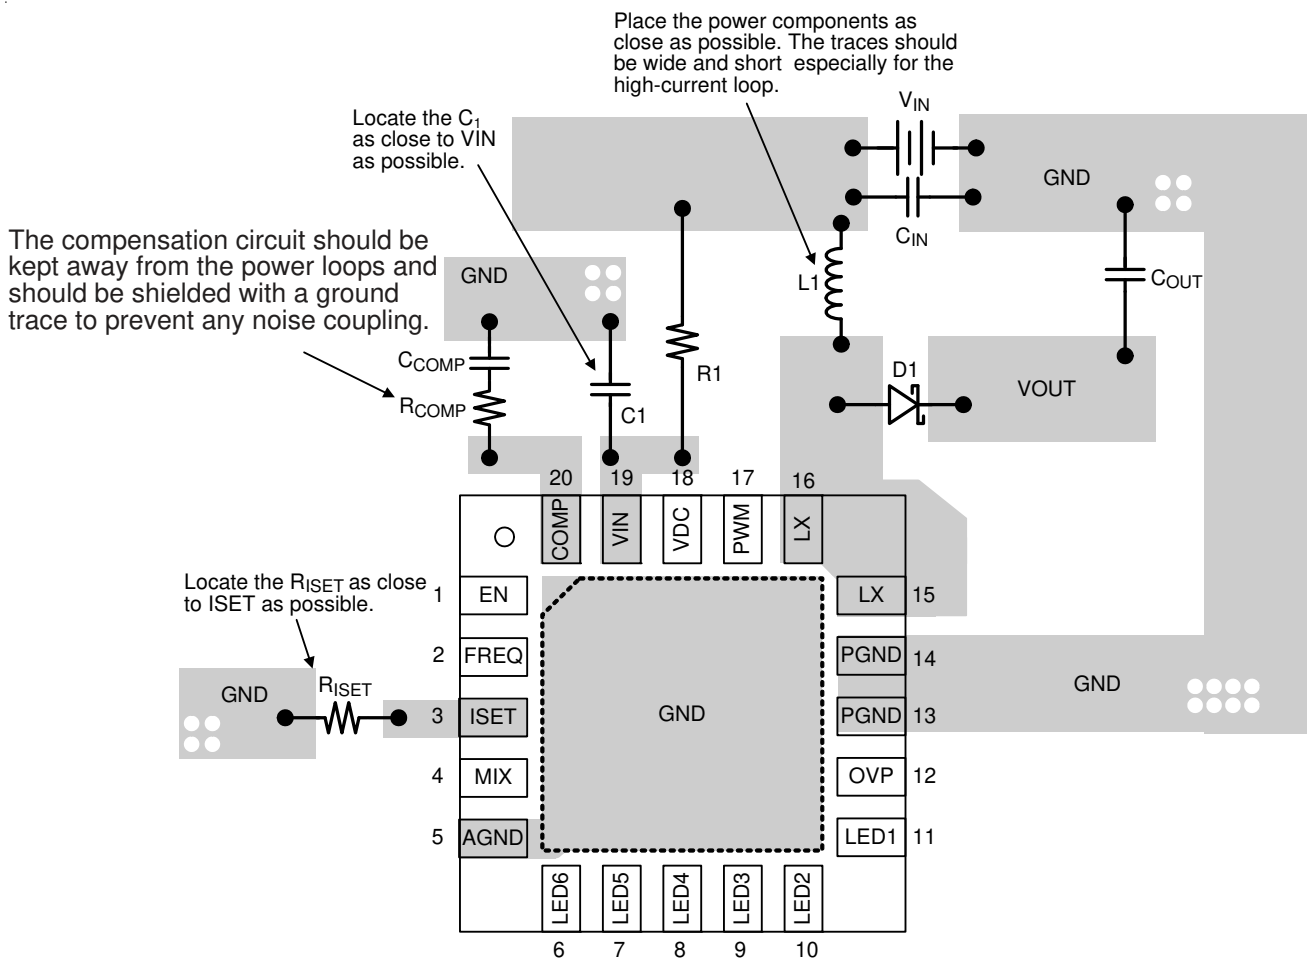 Place the power components as
close as possible. The traces should
be wide and short especially for the
high-current loop.
VIN
Locate the C1
as close to VIN
as possible.
GND
CIN
The compensation circuit should be
kept away from the power loops and
should be shielded with a ground
trace to prevent any noise coupling.
GND
L1
COUT
CCOMP
RCOMP
C1
R1
D1
VOUT
20 19 18 17 16
COMP VIN VDC PWM LX
Locate the RISET as close
to ISET as possible.
1 EN
LX 15
2 FREQ
PGND 14
GND
RISET
GND
3 ISET
GND
PGND 13
4 MIX
OVP 12
5 AGND
LED1 11
LED6 LED5 LED4 LED3 LED2
6 7 8 9 10